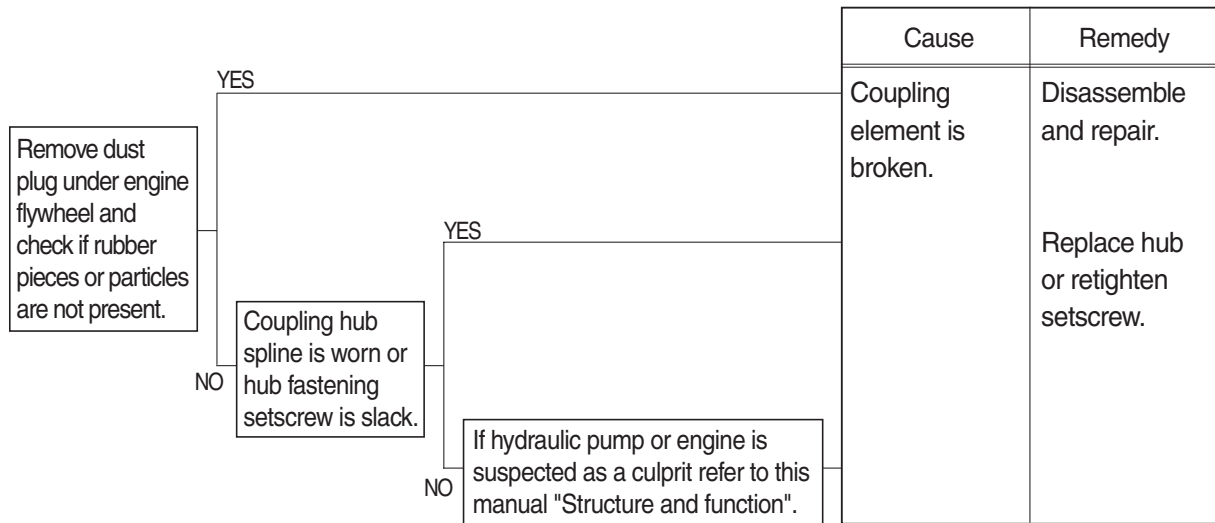 Cause
Remedy
YES
Coupling
element is
broken.
Disassemble
and repair.
Remove dust
plug under engine
flywheel and
check if rubber
pieces or particles
are not present.
YES
Replace hub
or retighten
setscrew.
NO
Coupling hub
spline is worn or
hub fastening
setscrew is slack.
NO
If hydraulic pump or engine is
suspected as a culprit refer to this
manual "Structure and function".